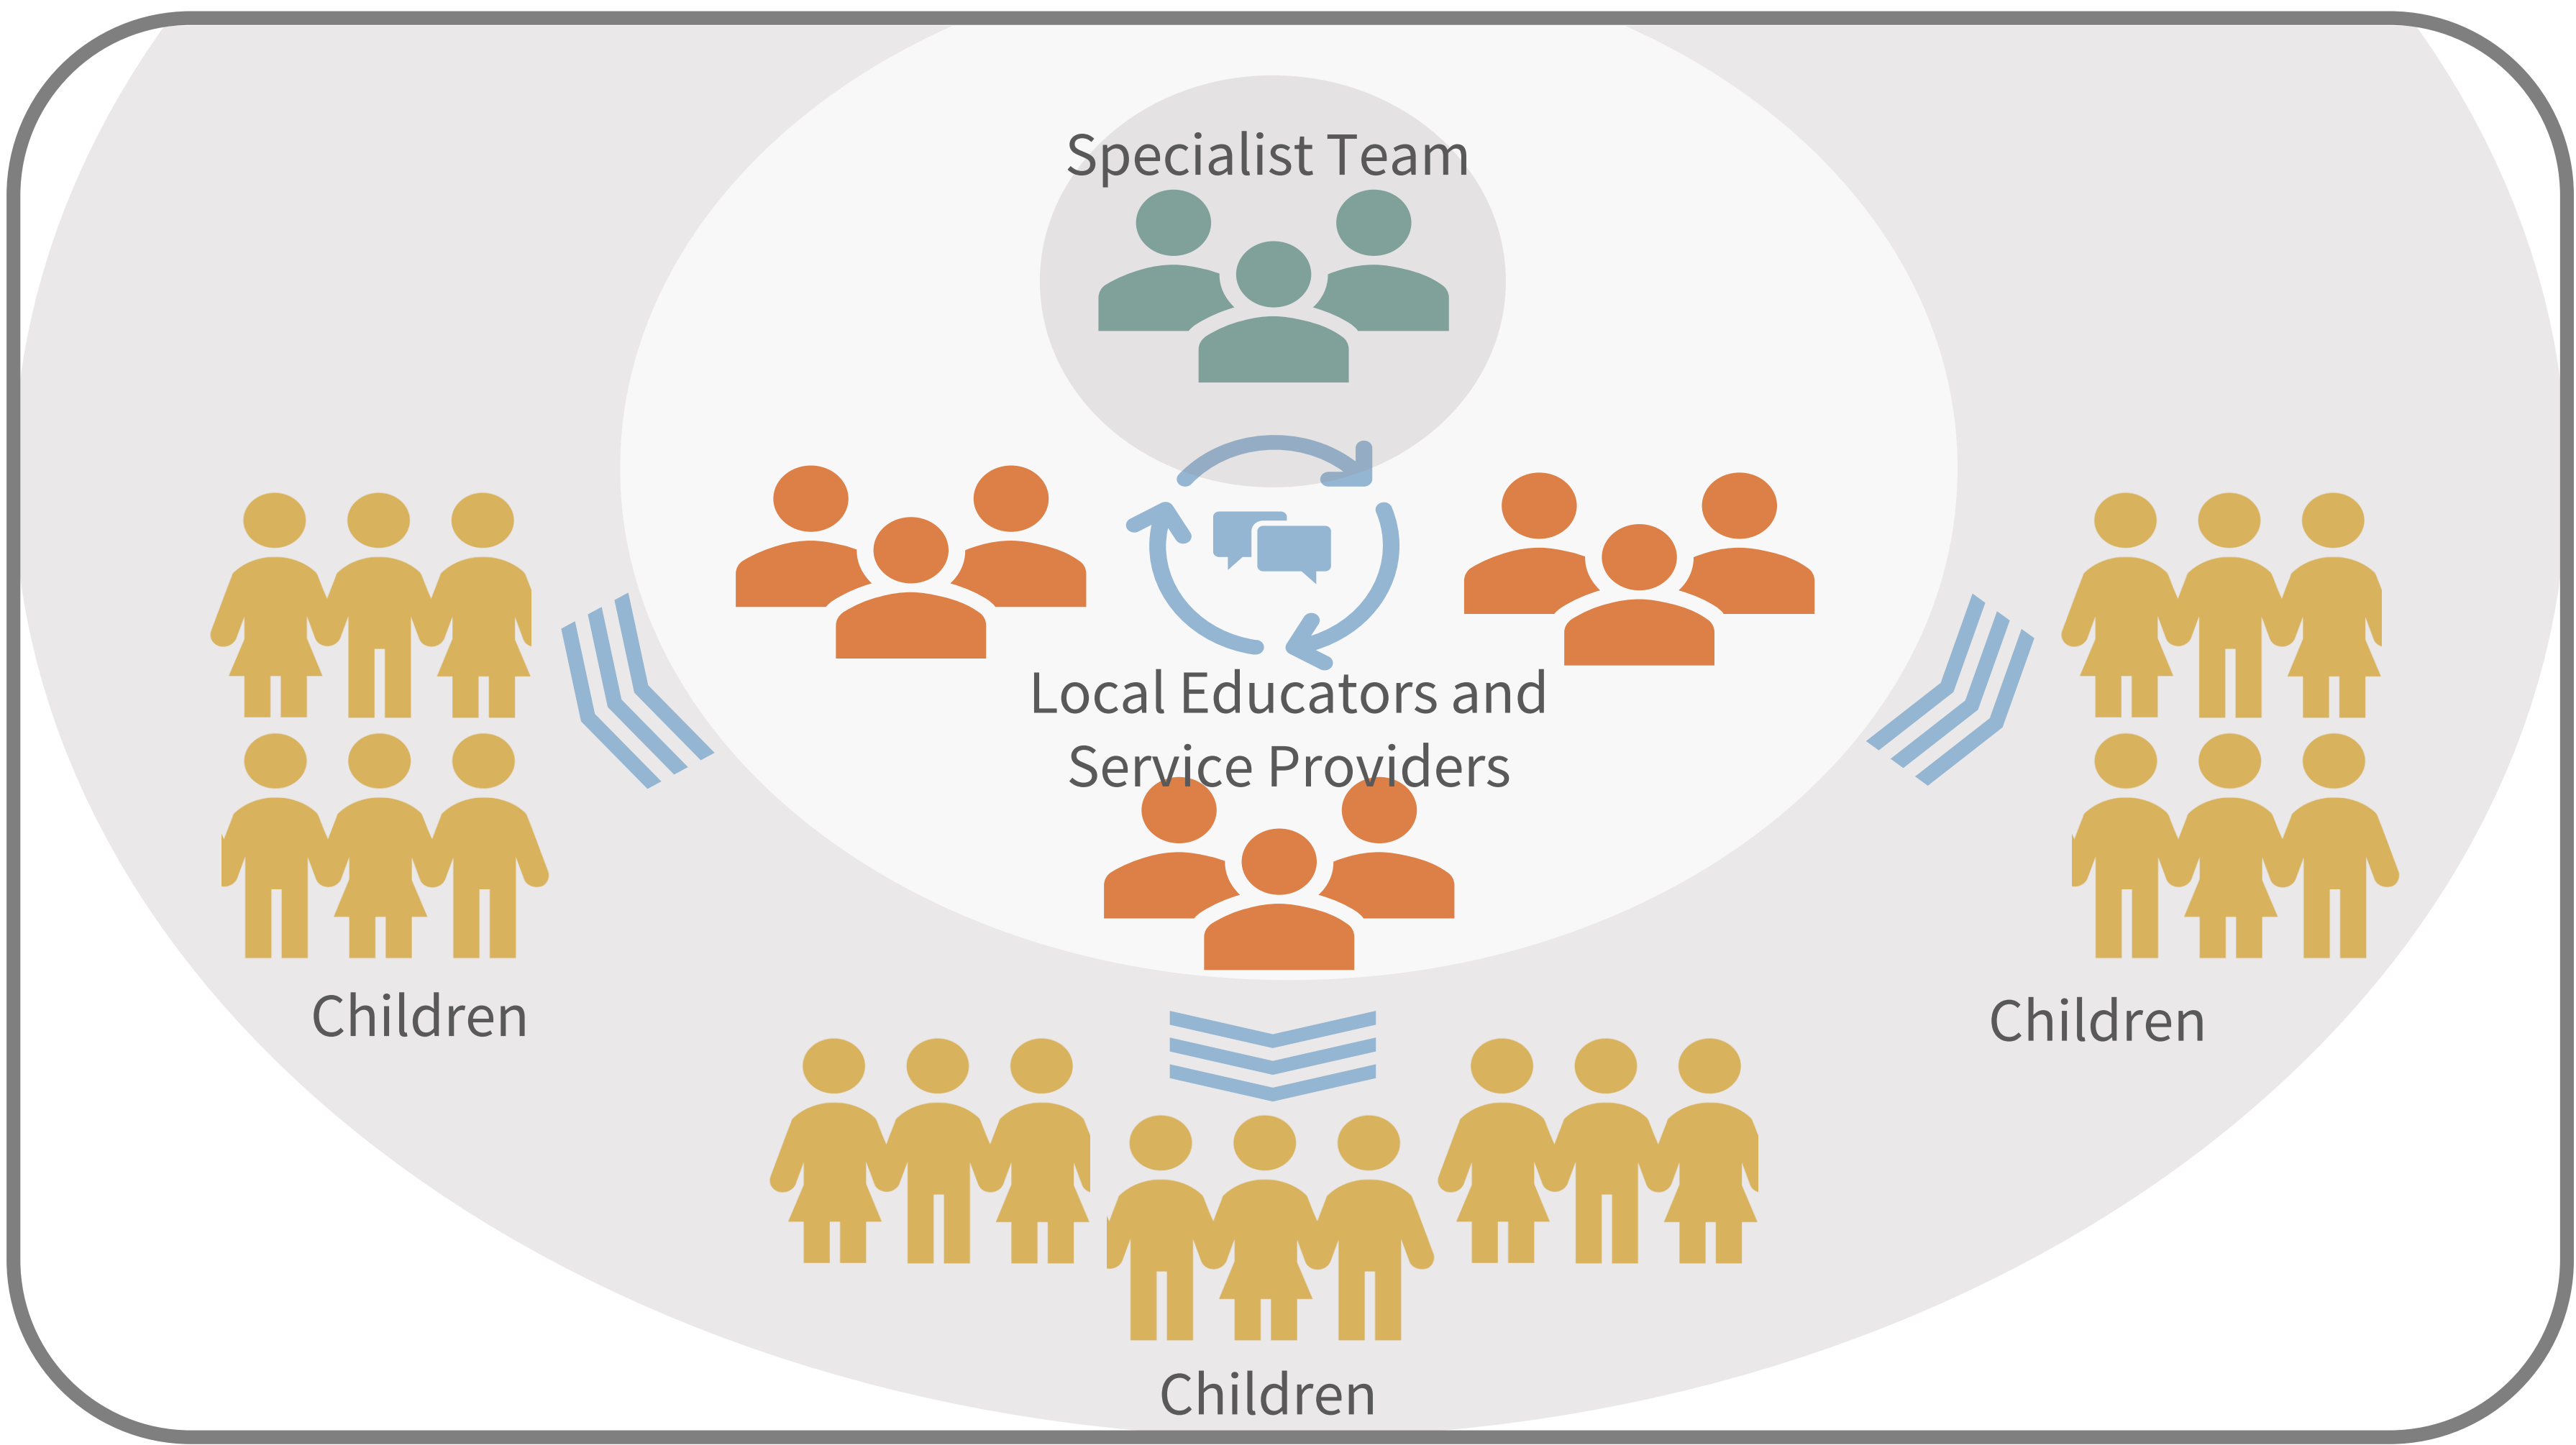 Specialist Team
Local Educators and
Service Providers
Children
Children
Children